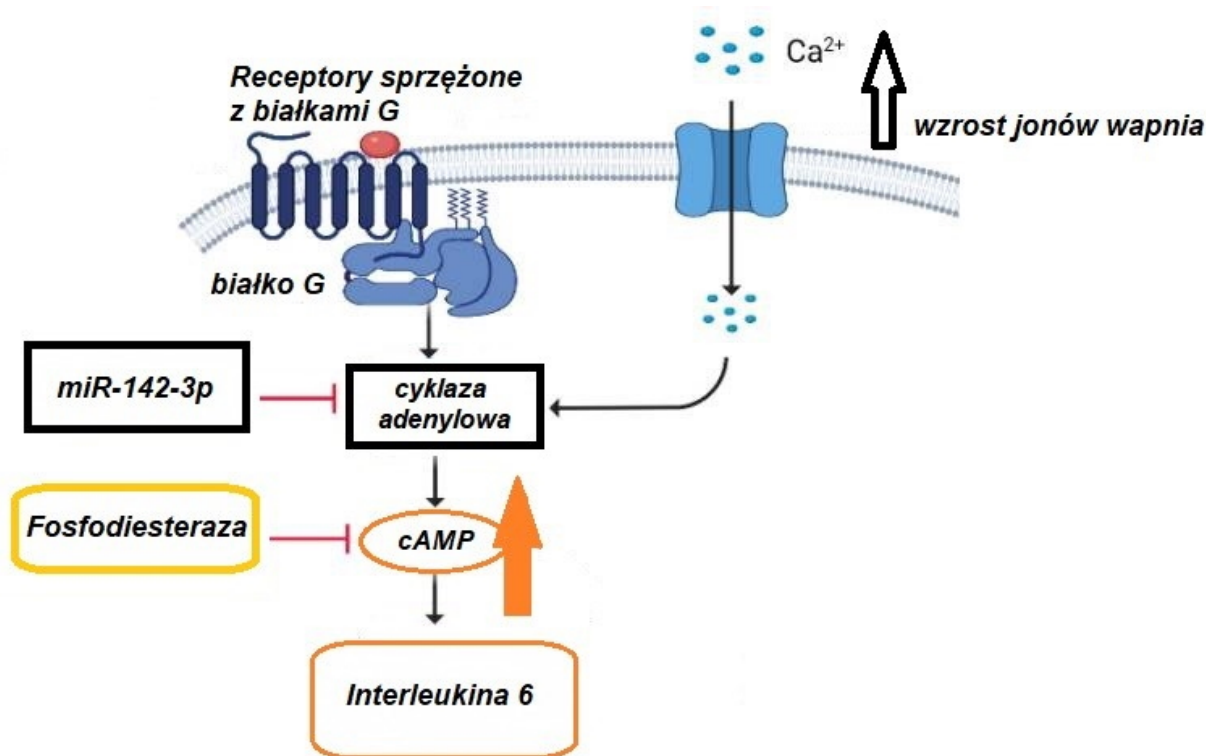 Receptory sprzężone
z białkami G
Ca²⁺
wzrost jonów wapnia
białko G
miR-142-3p
cyklaza
adenylowa
Fosfodiesteraza
cAMP
Interleukina 6